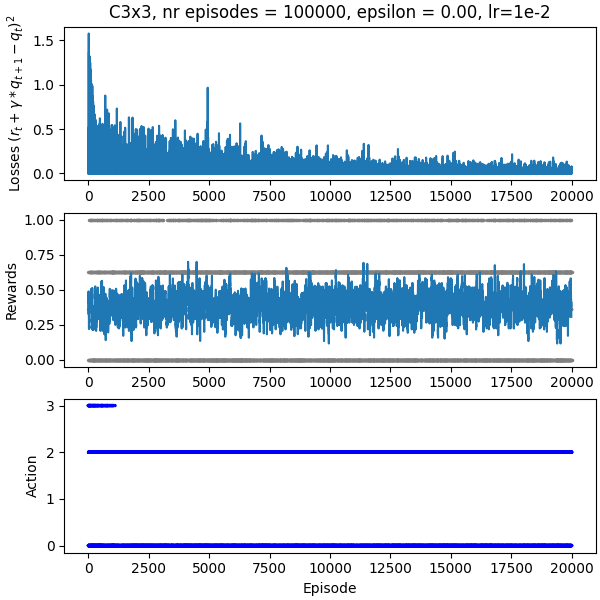 C3x3, nr episodes = 100000, epsilon = 0.00, lr=1e-2
Losses $(r_t + \gamma * q_{t+1} - q_t)^2$
1.5
1.0
0.5
0.0
0 2500 5000 7500 10000 12500 15000 17500 20000
Rewards
1.00
0.75
0.50
0.25
0.00
0 2500 5000 7500 10000 12500 15000 17500 20000
Action
3
2
1
0
0 2500 5000 7500 10000 12500 15000 17500 20000
Episode